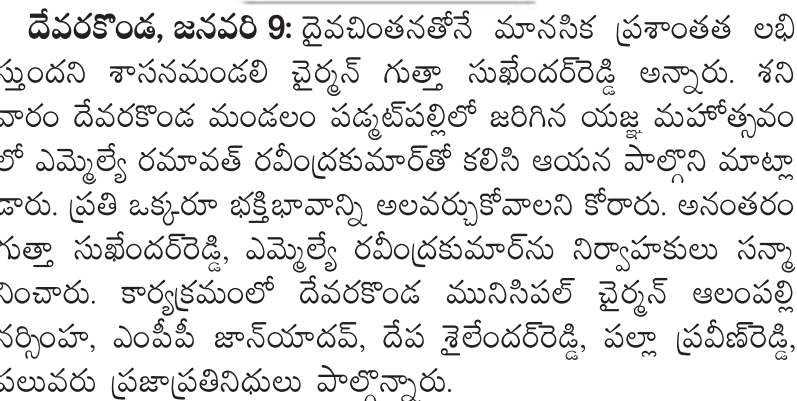 దేవరకొండ, జనవరి 9: దైవచింతనతోనే మానసిక ప్రశాంతత లభి
స్తుందని శాసనమండలి చైర్మన్ గుత్తా సుఖేందర్‌రెడ్డి అన్నారు. శని
వారం దేవరకొండ మండలం పడ్మట్‌పల్లిలో జరిగిన యజ్ఞ మహోత్సవం
లో ఎమ్మెల్యే రమావత్ రవీంద్రకుమార్‌తో కలిసి ఆయన పాల్గొని మాట్లా
డారు. ప్రతి ఒక్కరూ భక్తిభావాన్ని అలవర్చుకోవాలని కోరారు. అనంతరం
గుత్తా సుఖేందర్‌రెడ్డి, ఎమ్మెల్యే రవీంద్రకుమార్‌ను నిర్వాహకులు సన్మా
నించారు. కార్యక్రమంలో దేవరకొండ మునిసిపల్ చైర్మన్ ఆలంపల్లి
నర్సింహ, ఎంపీపీ జాన్‌యాదవ్, దేప శైలేందర్‌రెడ్డి, పల్లా ప్రవీణ్‌రెడ్డి,
పలువరు ప్రజాప్రతినిధులు పాల్గొన్నారు.